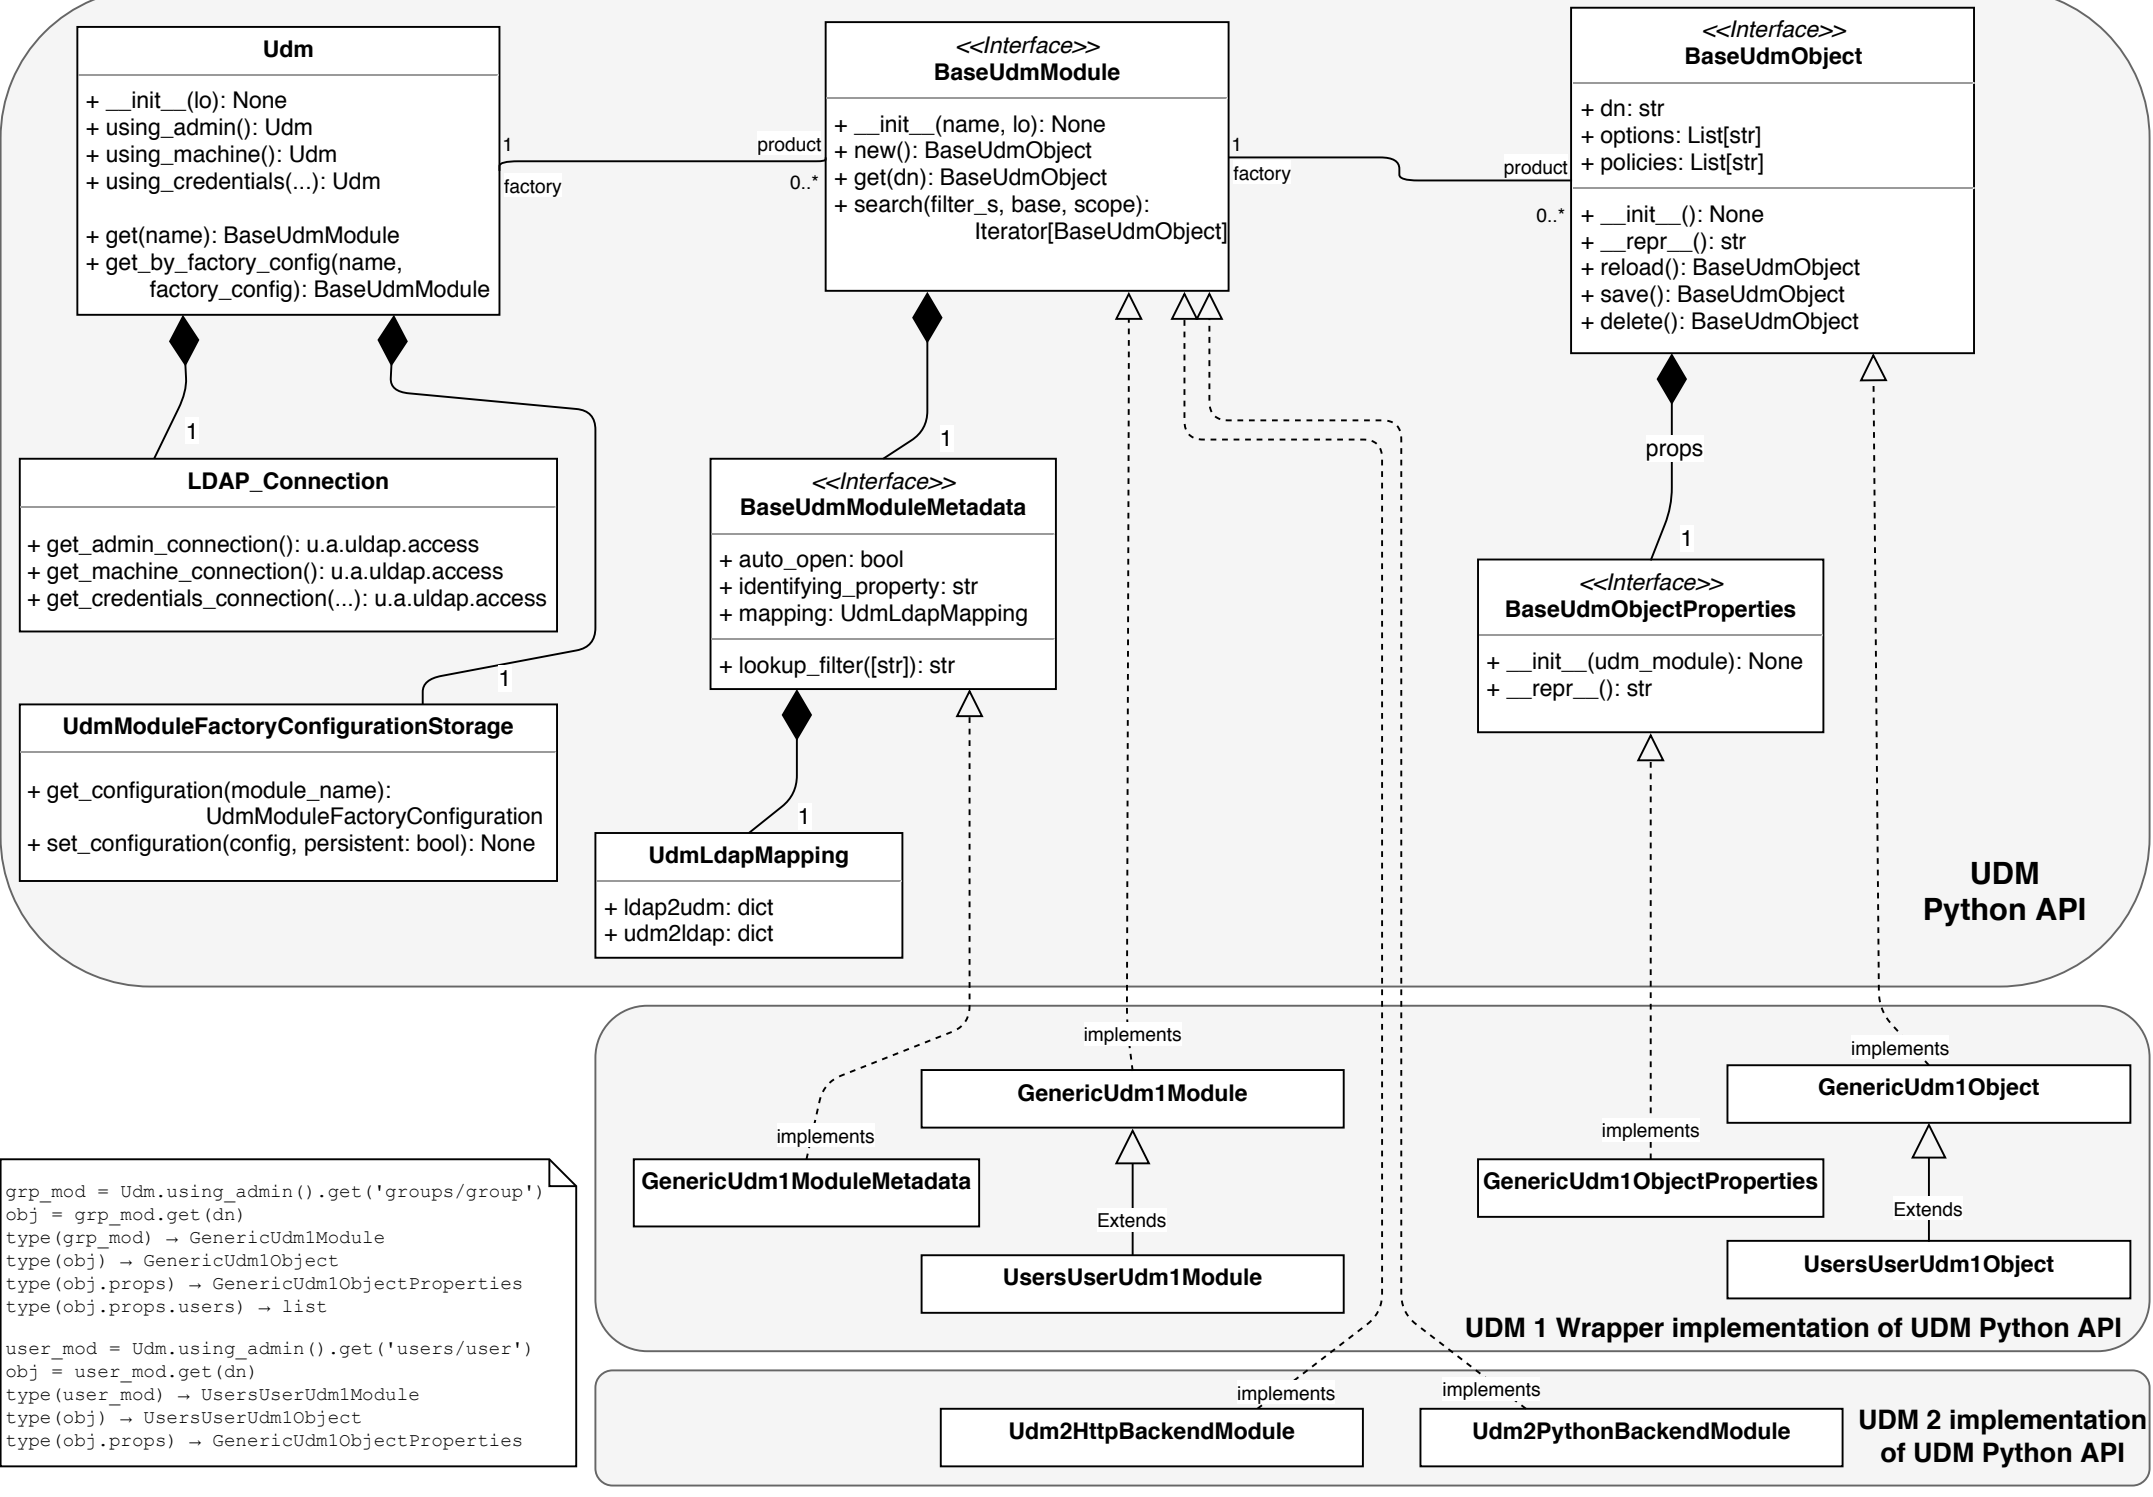 Udm
+ __init__(lo): None
+ using_admin(): Udm
+ using_machine(): Udm
+ using_credentials(...): Udm
+ get(name): BaseUdmModule
+ get_by_factory_config(name,
factory_config): BaseUdmModule
1
factory
product
0..*
<<Interface>>
BaseUdmModule
+ __init__(name, lo): None
+ new(): BaseUdmObject
+ get(dn): BaseUdmObject
+ search(filter_s, base, scope):
Iterator[BaseUdmObject]
1
factory
product
0..*
<<Interface>>
BaseUdmObject
+ dn: str
+ options: List[str]
+ policies: List[str]
+ __init__(): None
+ __repr__(): str
+ reload(): BaseUdmObject
+ save(): BaseUdmObject
+ delete(): BaseUdmObject
1
LDAP_Connection
+ get_admin_connection(): u.a.uldap.access
+ get_machine_connection(): u.a.uldap.access
+ get_credentials_connection(...): u.a.uldap.access
1
UdmModuleFactoryConfigurationStorage
+ get_configuration(module_name):
UdmModuleFactoryConfiguration
+ set_configuration(config, persistent: bool): None
1
<<Interface>>
BaseUdmModuleMetadata
+ auto_open: bool
+ identifying_property: str
+ mapping: UdmLdapMapping
+ lookup_filter([str]): str
1
UdmLdapMapping
+ ldap2udm: dict
+ udm2ldap: dict
props
1
<<Interface>>
BaseUdmObjectProperties
+ __init__(udm_module): None
+ __repr__(): str
UDM
Python API
implements
GenericUdm1ModuleMetadata
implements
GenericUdm1Module
Extends
UsersUserUdm1Module
implements
GenericUdm1ObjectProperties
implements
GenericUdm1Object
Extends
UsersUserUdm1Object
UDM 1 Wrapper implementation of UDM Python API
implements
Udm2HttpBackendModule
implements
Udm2PythonBackendModule
UDM 2 implementation
of UDM Python API
grp_mod = Udm.using_admin().get('groups/group')
obj = grp_mod.get(dn)
type(grp_mod) → GenericUdm1Module
type(obj) → GenericUdm1Object
type(obj.props) → GenericUdm1ObjectProperties
type(obj.props.users) → list
user_mod = Udm.using_admin().get('users/user')
obj = user_mod.get(dn)
type(user_mod) → UsersUserUdm1Module
type(obj) → UsersUserUdm1Object
type(obj.props) → GenericUdm1ObjectProperties